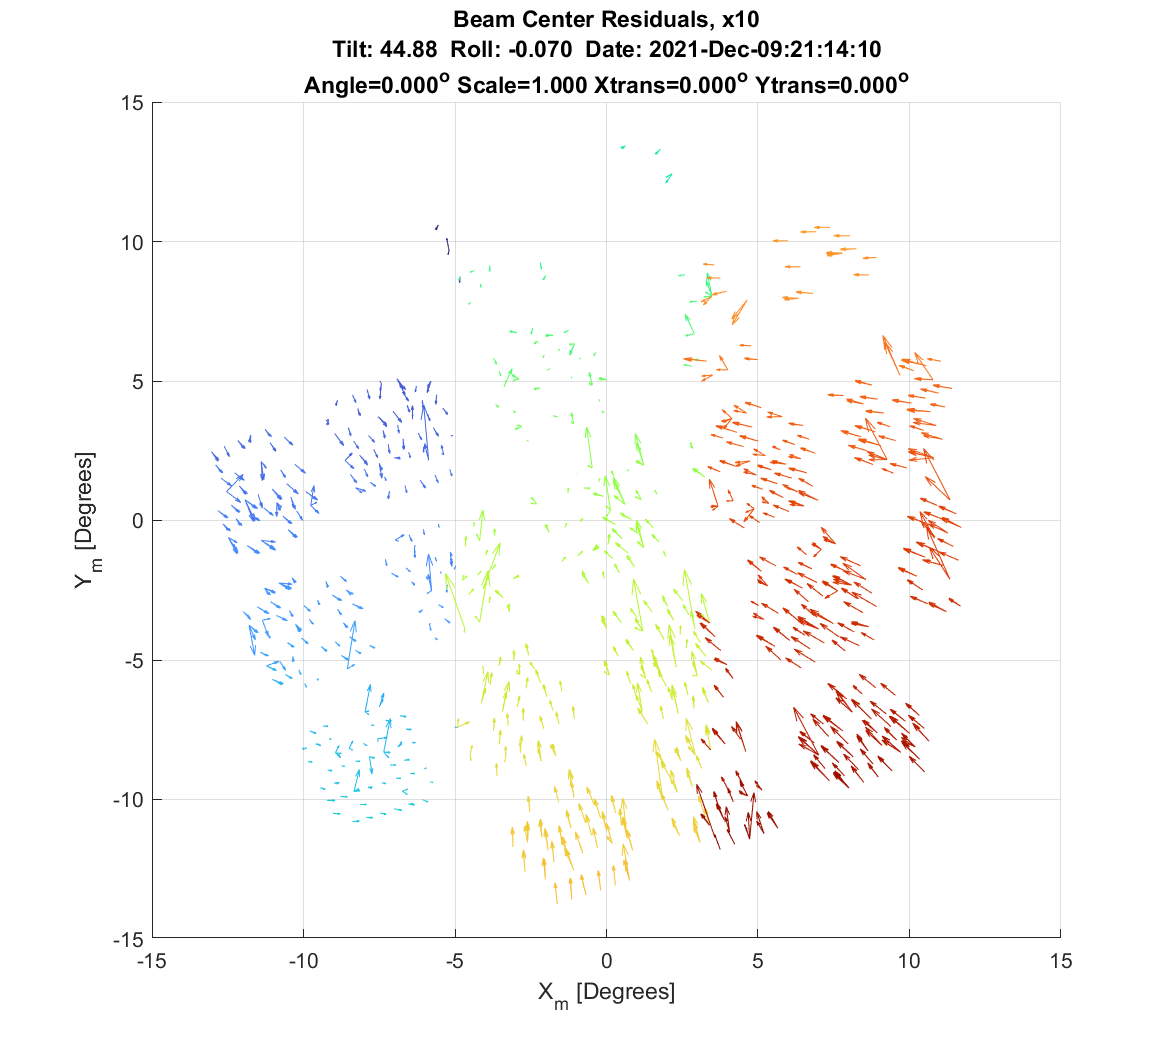 Beam Center Residuals, x10
Tilt: 44.88 Roll: -0.070 Date: 2021-Dec-09:21:14:10
Angle=0.000° Scale=1.000 Xtrans=0.000° Ytrans=0.000°
15
10
5
0
-5
-10
-15
Y_m [Degrees]
-15 -10 -5 0 5 10 15
X_m [Degrees]